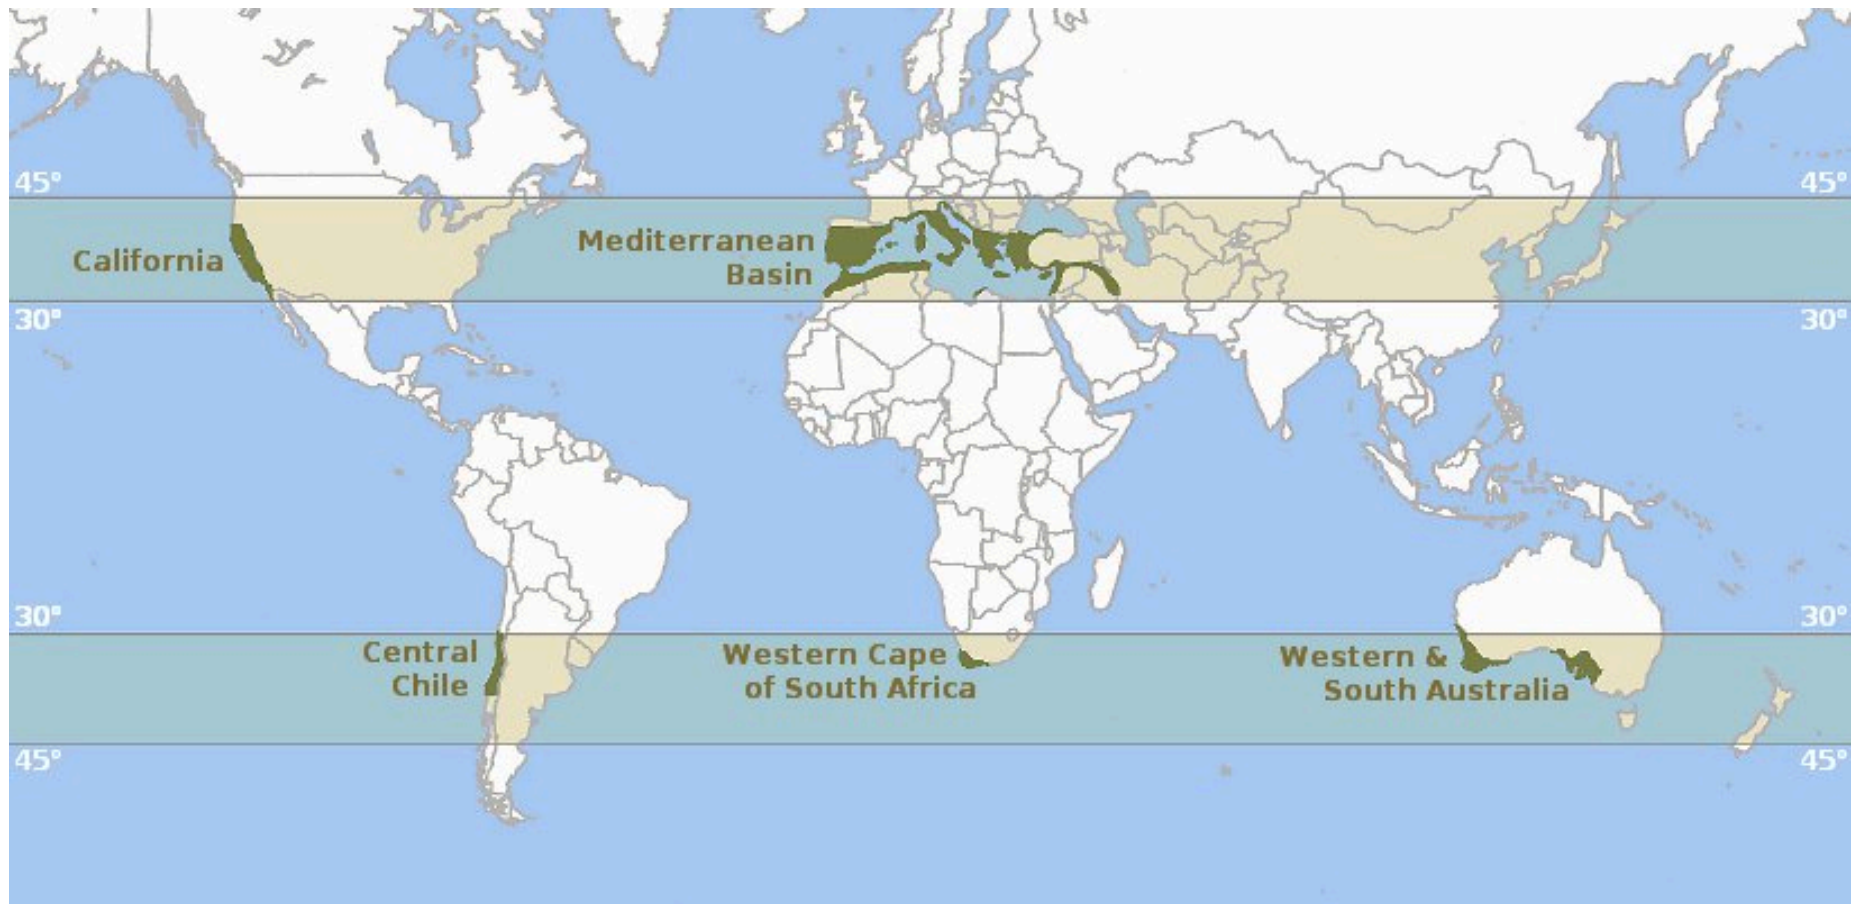 45°
45°
California
Mediterranean
Basin
30°
30°
30°
30°
Central
Chile
Western Cape
of South Africa
Western &
South Australia
45°
45°